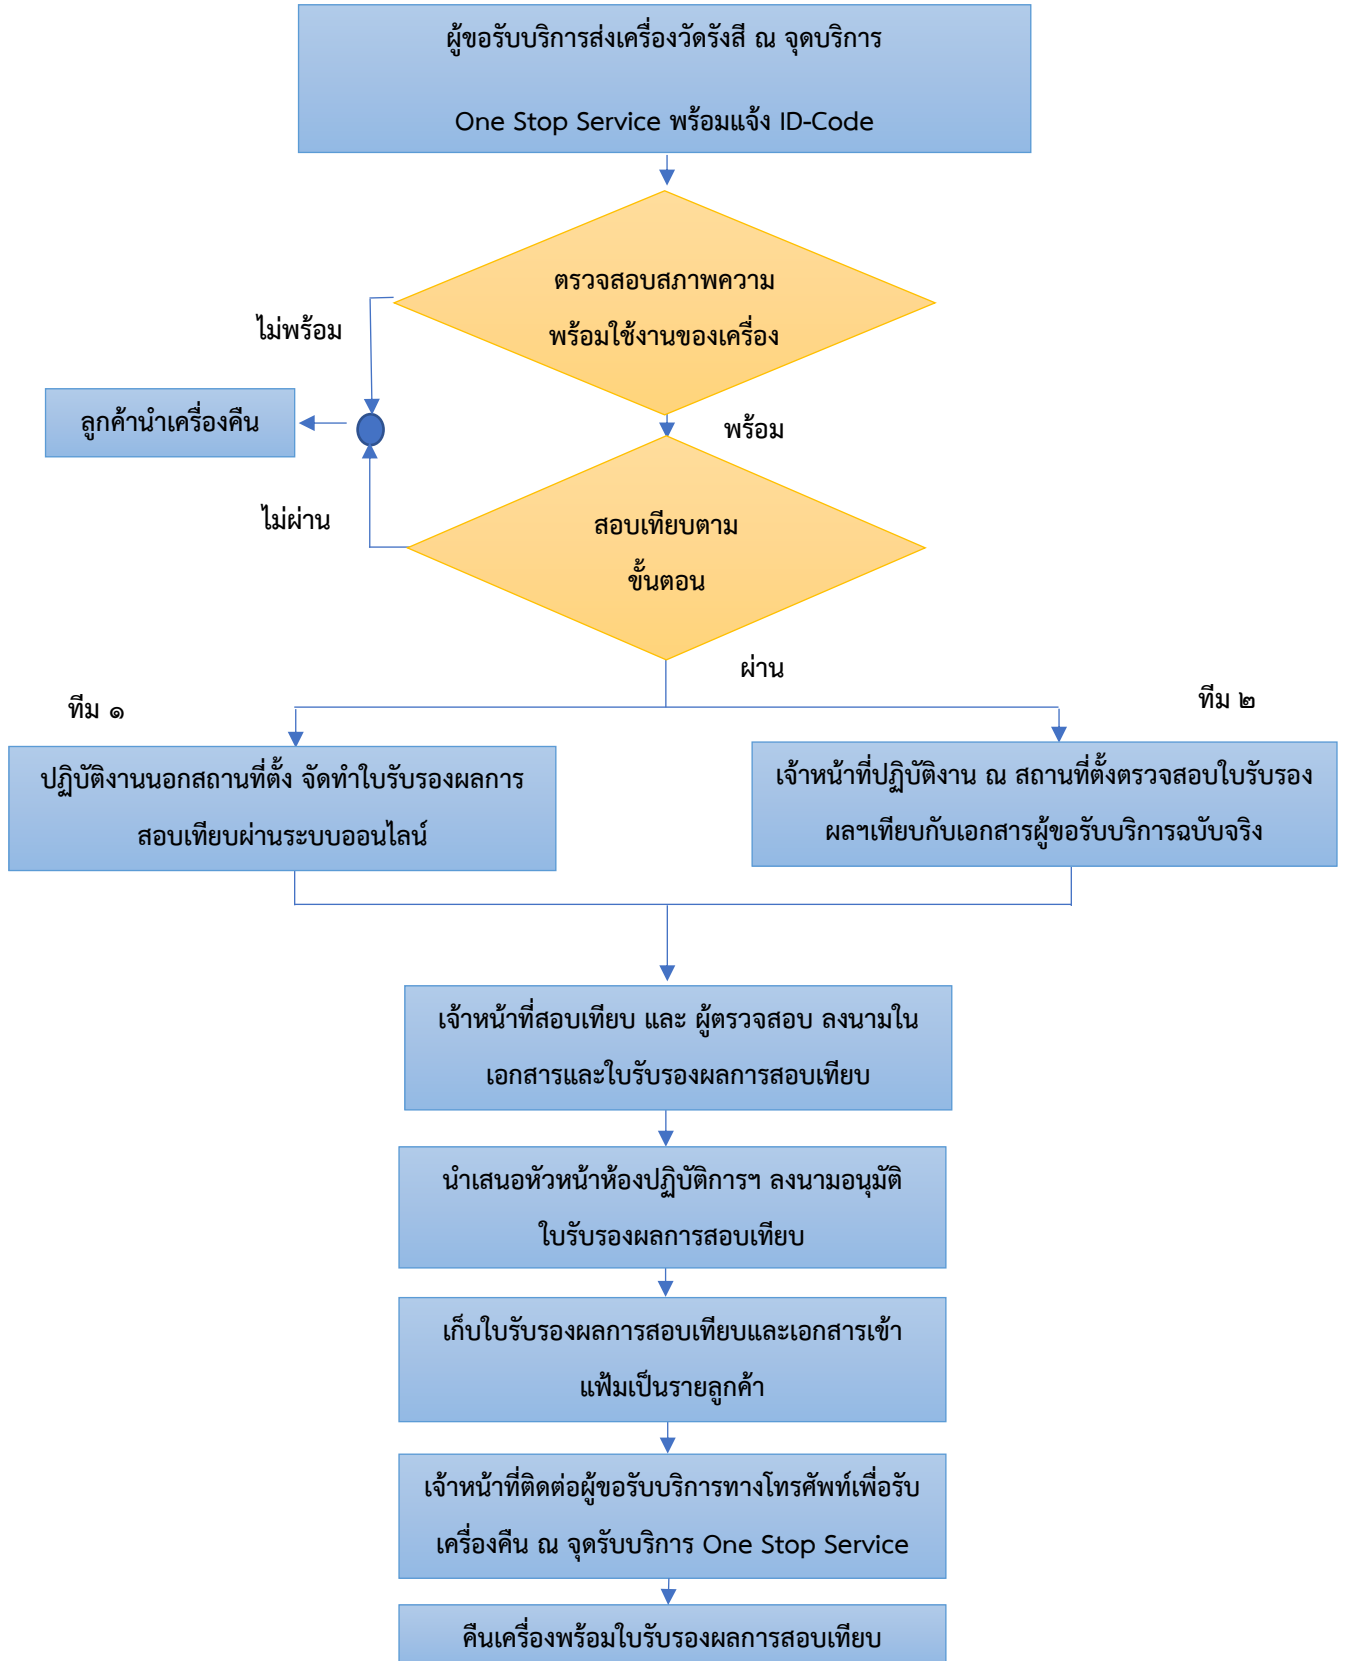 ผู้ขอรับบริการส่งเครื่องวัดรังสี ณ จุดบริการ
One Stop Service พร้อมแจ้ง ID-Code
ตรวจสอบสภาพความ
พร้อมใช้งานของเครื่อง
ไม่พร้อม
ลูกค้านำเครื่องคืน
พร้อม
ไม่ผ่าน
สอบเทียบตาม
ขั้นตอน
ผ่าน
ทีม ๑
ทีม ๒
ปฏิบัติงานนอกสถานที่ตั้ง จัดทำใบรับรองผลการ
สอบเทียบผ่านระบบออนไลน์
เจ้าหน้าที่ปฏิบัติงาน ณ สถานที่ตั้งตรวจสอบใบรับรอง
ผลฯเทียบกับเอกสารผู้ขอรับบริการฉบับจริง
เจ้าหน้าที่สอบเทียบ และ ผู้ตรวจสอบ ลงนามใน
เอกสารและใบรับรองผลการสอบเทียบ
นำเสนอหัวหน้าห้องปฏิบัติการฯ ลงนามอนุมัติ
ใบรับรองผลการสอบเทียบ
เก็บใบรับรองผลการสอบเทียบและเอกสารเข้า
แฟ้มเป็นรายลูกค้า
เจ้าหน้าที่ติดต่อผู้ขอรับบริการทางโทรศัพท์เพื่อรับ
เครื่องคืน ณ จุดรับบริการ One Stop Service
คืนเครื่องพร้อมใบรับรองผลการสอบเทียบ